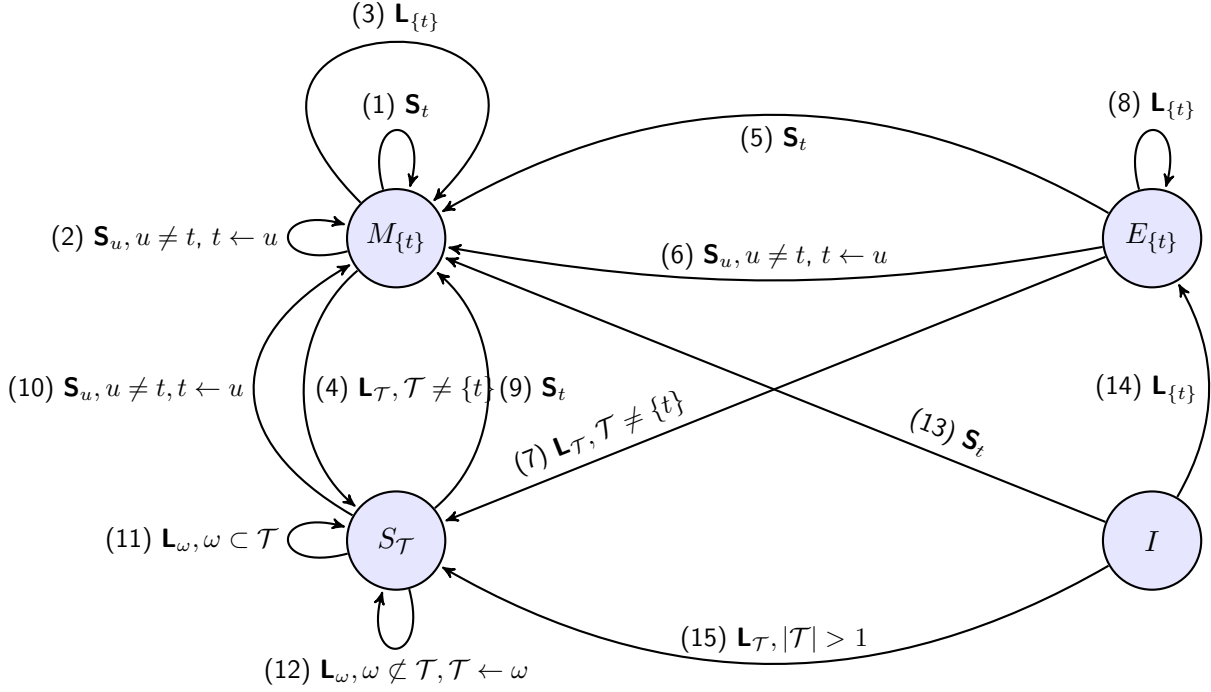 (3) L_{t}
(1) S_t
(8) L_{t}
(5) S_t
M_{t}
E_{t}
(2) S_u, u ≠ t, t ← u
(6) S_u, u ≠ t, t ← u
(10) S_u, u ≠ t, t ← u
(4) L_𝒯, 𝒯 ≠ {t}
(9) S_t
(14) L_{t}
(7) L_𝒯, 𝒯 ≠ {t}
(13) S_t
(11) L_ω, ω ⊂ 𝒯
S_𝒯
I
(15) L_𝒯, |𝒯| > 1
(12) L_ω, ω ⊄ 𝒯, 𝒯 ← ω